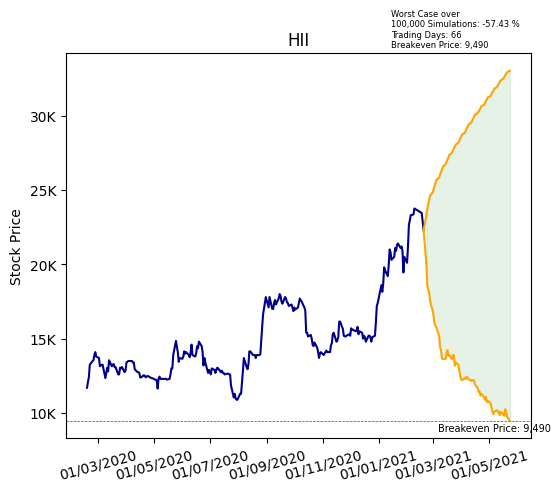 Worst Case over
100,000 Simulations: -57.43 %
Trading Days: 66
Breakeven Price: 9,490
HII
Stock Price
30K
25K
20K
15K
10K
Breakeven Price: 9,490
01/03/2020 01/05/2020 01/07/2020 01/09/2020 01/11/2020 01/01/2021 01/03/2021 01/05/2021